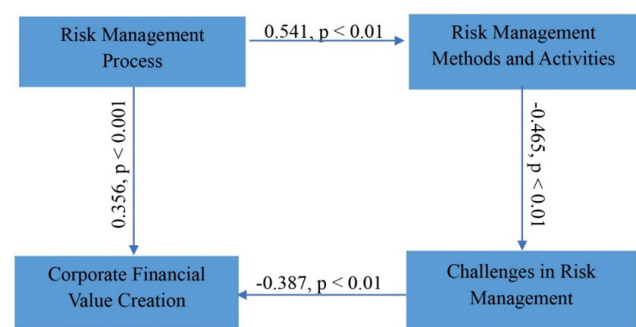 Risk Management
Process
0.541, p < 0.01
Risk Management
Methods and Activities
0.356, p < 0.001
-0.465, p < 0.01
Corporate Financial
Value Creation
-0.387, p < 0.01
Challenges in Risk
Management